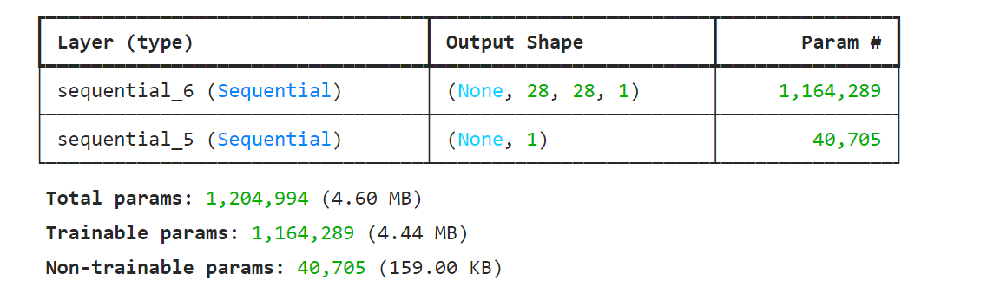 Layer (type) Output Shape Param #
sequential_6 (Sequential) (None, 28, 28, 1) 1,164,289
sequential_5 (Sequential) (None, 1) 40,705
Total params: 1,204,994 (4.60 MB)
Trainable params: 1,164,289 (4.44 MB)
Non-trainable params: 40,705 (159.00 KB)